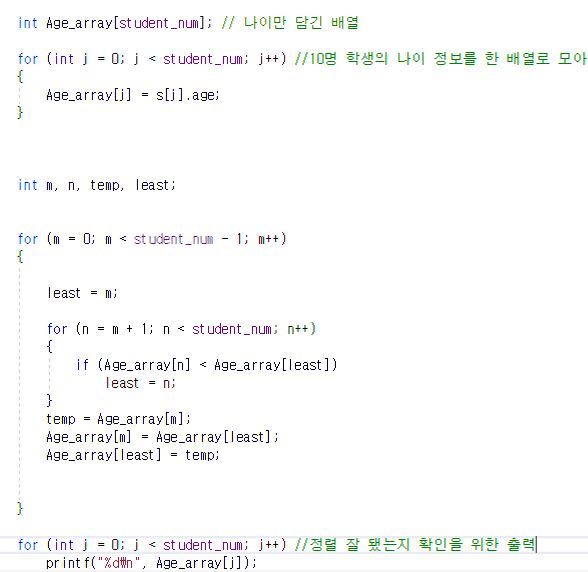 int Age_array[student_num]; // 나이만 담긴 배열
for (int j = 0; j < student_num; j++) //10명 학생의 나이 정보를 한 배열로 모아
{
Age_array[j] = s[j].age;
}
int m, n, temp, least;
for (m = 0; m < student_num - 1; m++)
{
least = m;
for (n = m + 1; n < student_num; n++)
{
if (Age_array[n] < Age_array[least])
least = n;
}
temp = Age_array[m];
Age_array[m] = Age_array[least];
Age_array[least] = temp;
}
for (int j = 0; j < student_num; j++) //정렬 잘 됐는지 확인을 위한 출력
printf("%d₩n", Age_array[j]);